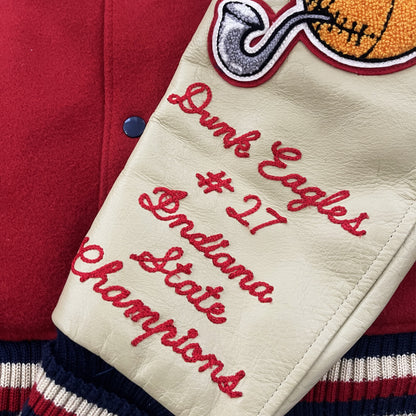 Dunk Eagles
# 27
Indiana
State
Champions